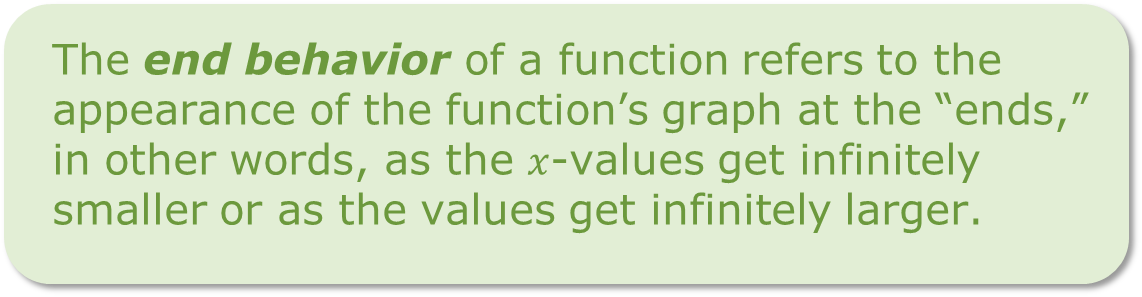 The end behavior of a function refers to the
appearance of the function’s graph at the “ends,”
in other words, as the x-values get infinitely
smaller or as the values get infinitely larger.